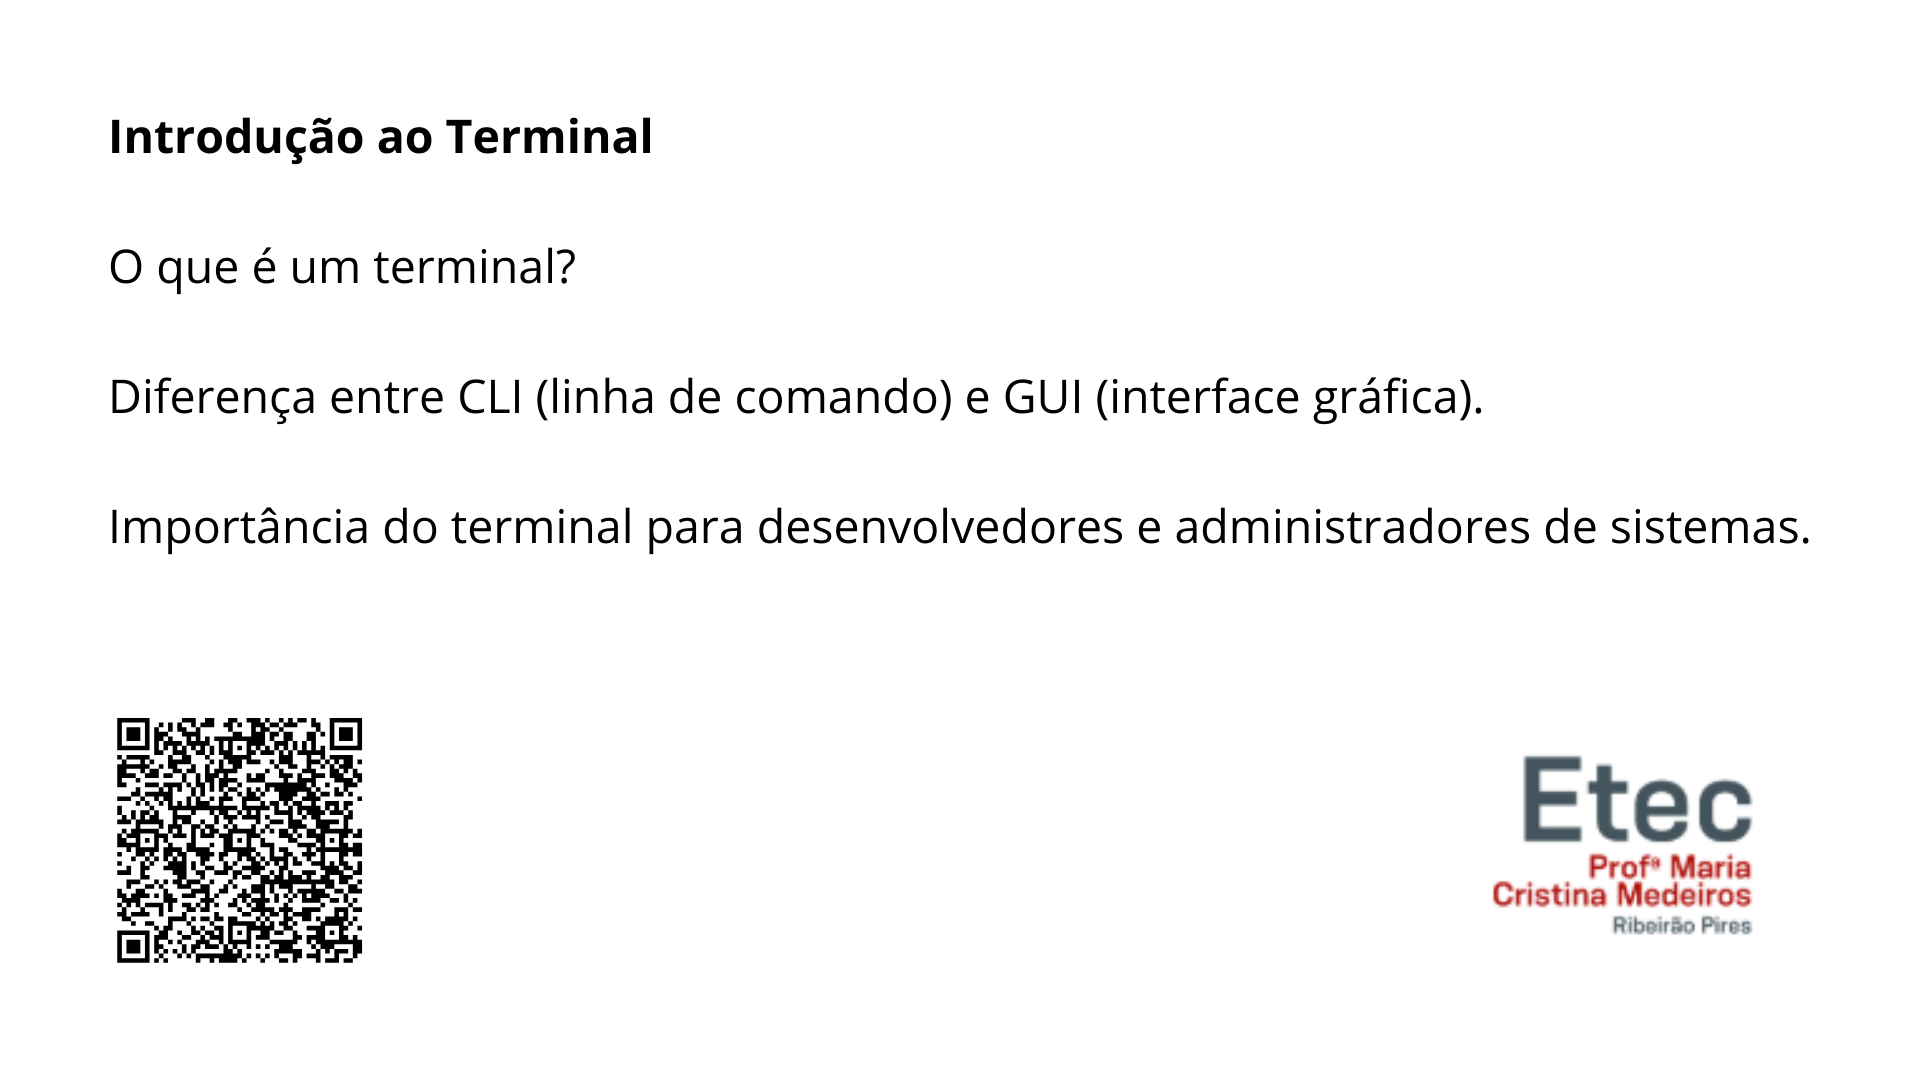 Introdução ao Terminal
O que é um terminal?
Diferença entre CLI (linha de comando) e GUI (interface gráfica).
Importância do terminal para desenvolvedores e administradores de sistemas.
Etec
Profª Maria
Cristina Medeiros
Ribeirão Pires